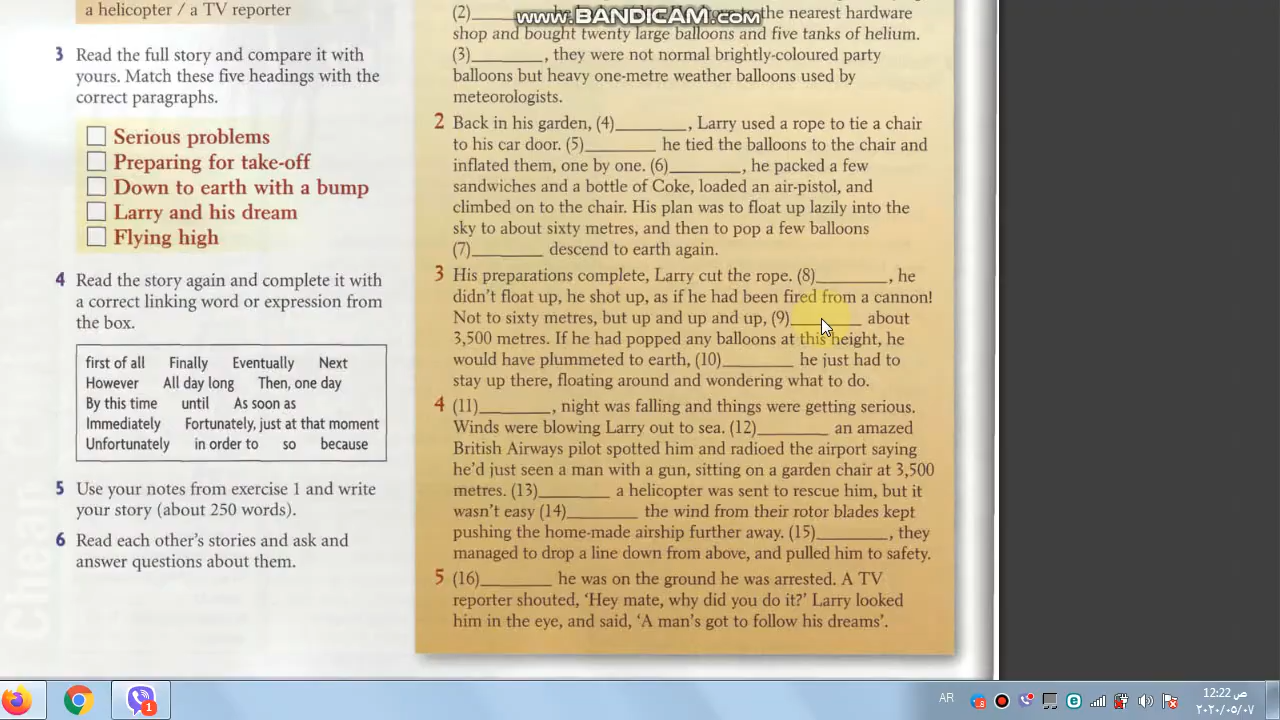 a helicopter / a TV reporter
3 Read the full story and compare it with
yours. Match these five headings with the
correct paragraphs.
Serious problems
Preparing for take-off
Down to earth with a bump
Larry and his dream
Flying high
4 Read the story again and complete it with
a correct linking word or expression from
the box.
first of all Finally Eventually Next
However All day long Then, one day
By this time until As soon as
Immediately Fortunately, just at that moment
Unfortunately in order to so because
5 Use your notes from exercise 1 and write
your story (about 250 words).
6 Read each other's stories and ask and
answer questions about them.
www.BANDICAM.com
(2)________ to the nearest hardware
shop and bought twenty large balloons and five tanks of helium.
(3)________, they were not normal brightly-coloured party
balloons but heavy one-metre weather balloons used by
meteorologists.
2 Back in his garden, (4)________, Larry used a rope to tie a chair
to his car door. (5)________ he tied the balloons to the chair and
inflated them, one by one. (6)________, he packed a few
sandwiches and a bottle of Coke, loaded an air-pistol, and
climbed on to the chair. His plan was to float up lazily into the
sky to about sixty metres, and then to pop a few balloons
(7)________ descend to earth again.
3 His preparations complete, Larry cut the rope. (8)________, he
didn't float up, he shot up, as if he had been fired from a cannon!
Not to sixty metres, but up and up and up, (9)________ about
3,500 metres. If he had popped any balloons at this height, he
would have plummeted to earth, (10)________ he just had to
stay up there, floating around and wondering what to do.
4 (11)________, night was falling and things were getting serious.
Winds were blowing Larry out to sea. (12)________ an amazed
British Airways pilot spotted him and radioed the airport saying
he'd just seen a man with a gun, sitting on a garden chair at 3,500
metres. (13)________ a helicopter was sent to rescue him, but it
wasn't easy (14)________ the wind from their rotor blades kept
pushing the home-made airship further away. (15)________, they
managed to drop a line down from above, and pulled him to safety.
5 (16)________ he was on the ground he was arrested. A TV
reporter shouted, 'Hey mate, why did you do it?' Larry looked
him in the eye, and said, 'A man's got to follow his dreams'.
AR
12:22 ص
٢٠٢٠/٠٥/٠٧